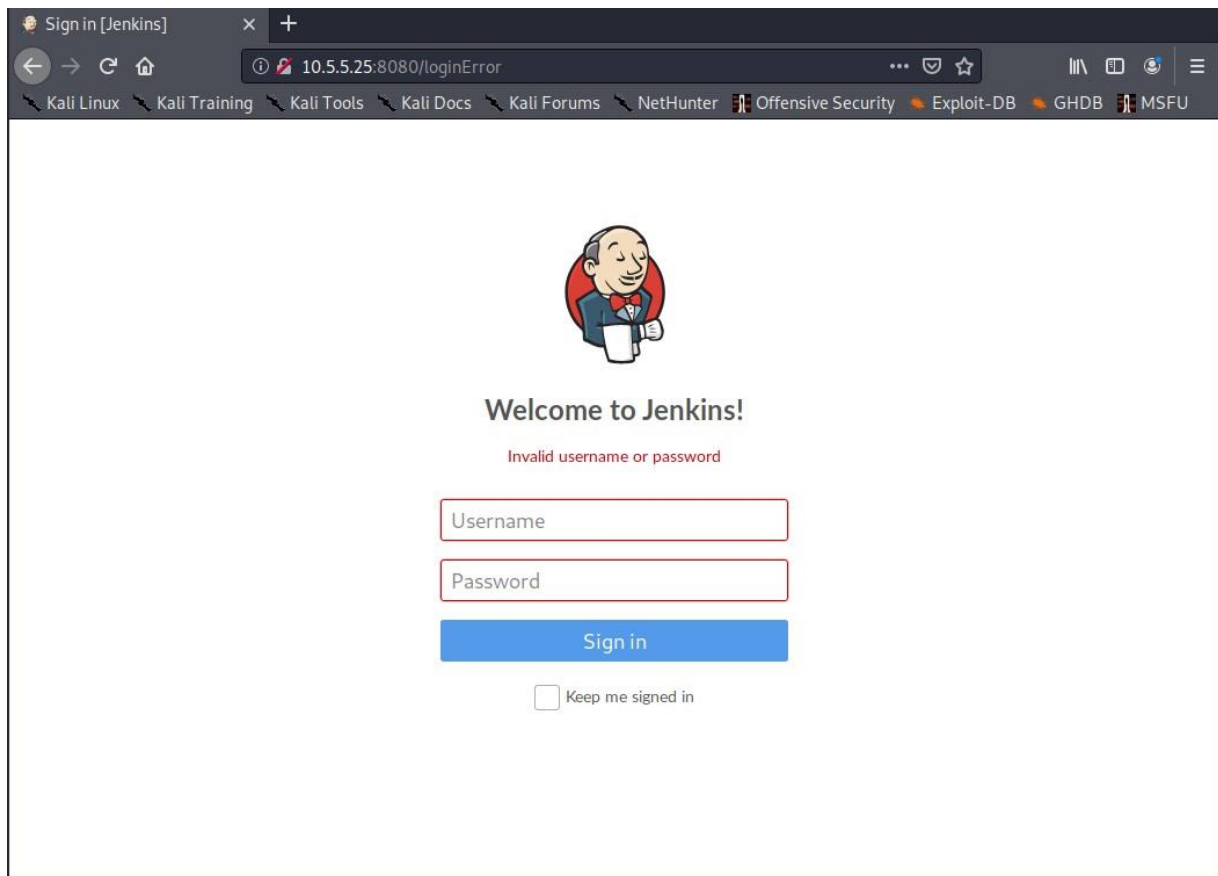 Sign in [Jenkins]
10.5.5.25:8080/loginError
Kali Linux Kali Training Kali Tools Kali Docs Kali Forums NetHunter Offensive Security Exploit-DB GHDB MSFU
Welcome to Jenkins!
Invalid username or password
Username
Password
Sign in
Keep me signed in